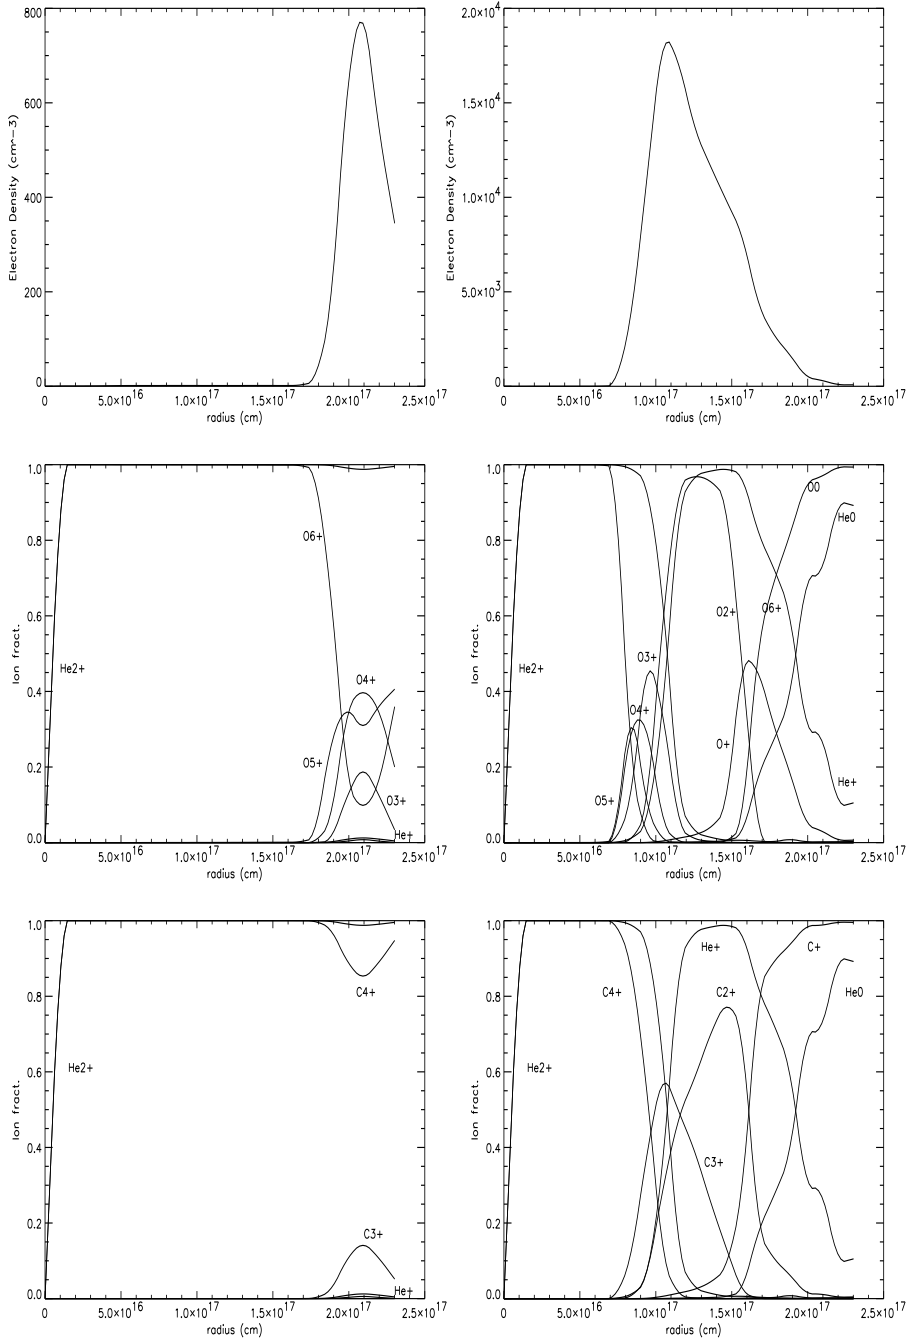 800
600
400
200
0
Electron Density (cm^-3)
0
5.0×10^16
1.0×10^17
1.5×10^17
2.0×10^17
2.5×10^17
radius (cm)
2.0×10^4
1.5×10^4
1.0×10^4
5.0×10^3
0
Electron Density (cm^-3)
0
5.0×10^16
1.0×10^17
1.5×10^17
2.0×10^17
2.5×10^17
radius (cm)
1.0
0.8
0.6
0.4
0.2
0.0
Ion fract.
O6+
He2+
O4+
O5+
O3+
He+
0
5.0×10^16
1.0×10^17
1.5×10^17
2.0×10^17
2.5×10^17
radius (cm)
1.0
0.8
0.6
0.4
0.2
0.0
Ion fract.
O0
He0
O2+
O6+
O3+
He2+
O4+
O+
He+
O5+
0
5.0×10^16
1.0×10^17
1.5×10^17
2.0×10^17
2.5×10^17
radius (cm)
1.0
0.8
0.6
0.4
0.2
0.0
Ion fract.
C4+
He2+
C3+
He+
0
5.0×10^16
1.0×10^17
1.5×10^17
2.0×10^17
2.5×10^17
radius (cm)
1.0
0.8
0.6
0.4
0.2
0.0
Ion fract.
He+
C+
C4+
C2+
He0
He2+
C3+
0
5.0×10^16
1.0×10^17
1.5×10^17
2.0×10^17
2.5×10^17
radius (cm)